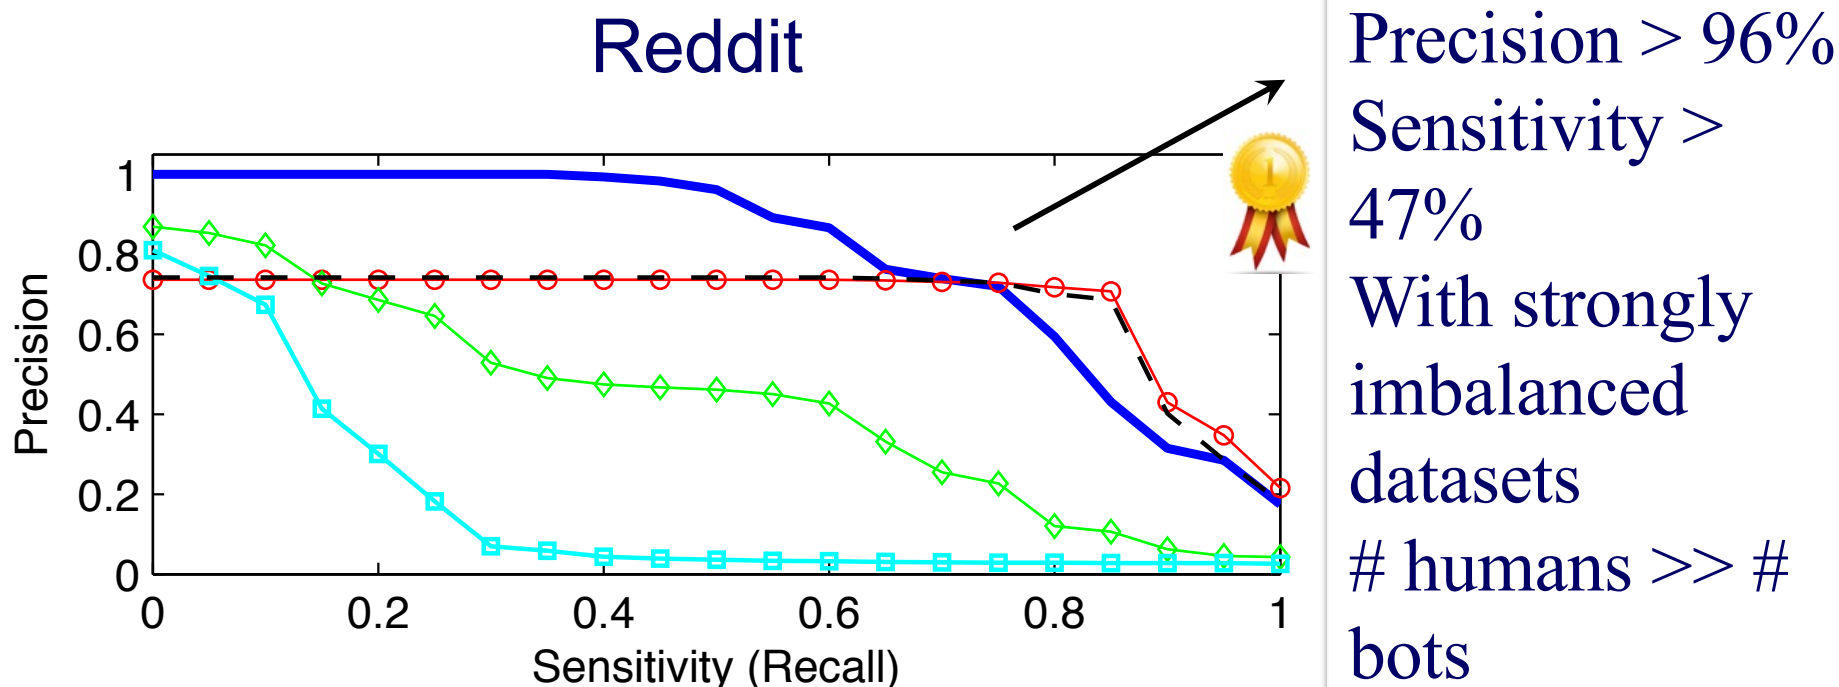 Reddit
Precision > 96%
Sensitivity >
47%
With strongly
imbalanced
datasets
# humans >> #
bots
1
0.8
0.6
0.4
0.2
0
Precision
0
0.2
0.4
0.6
0.8
1
Sensitivity (Recall)
1